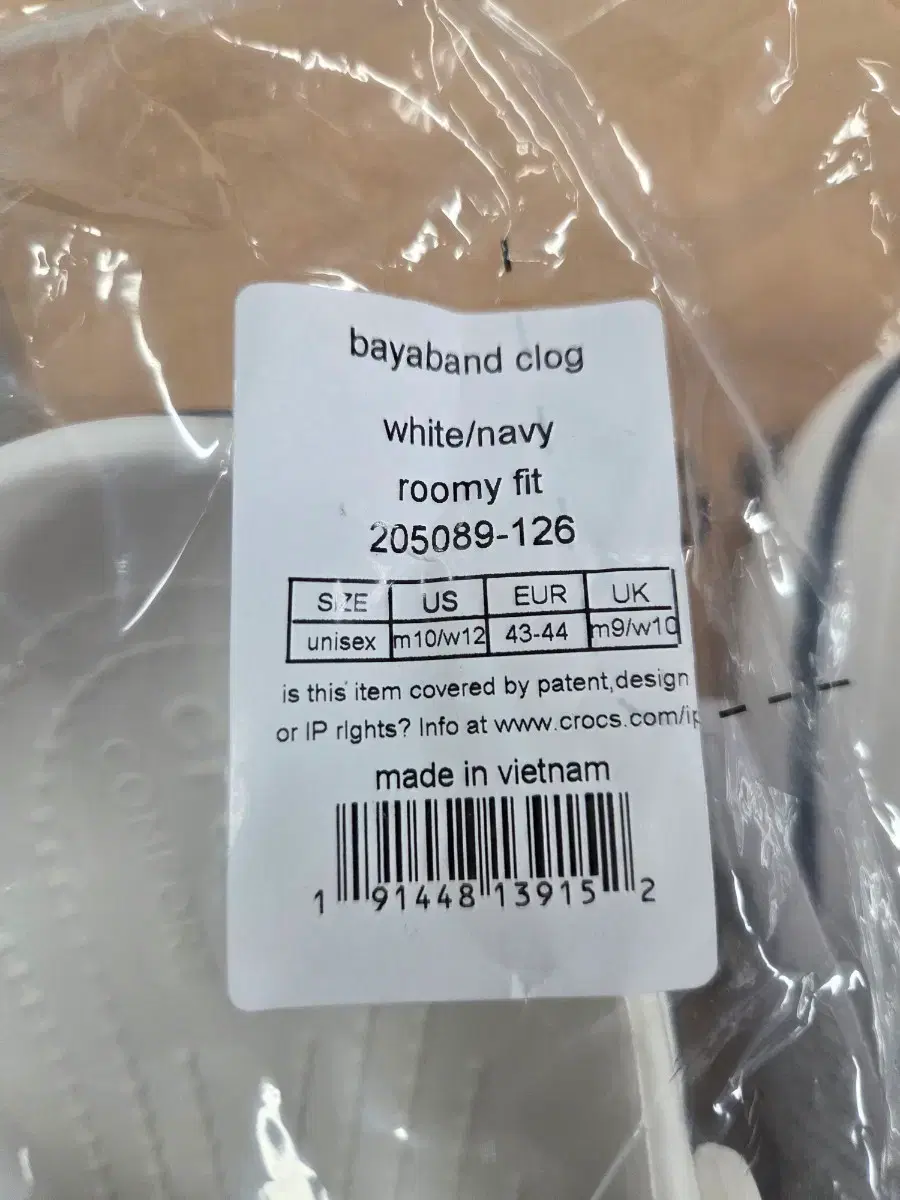 bayaband clog
white/navy
roomy fit
205089-126
SIZE US EUR UK
unisex m10/w12 43-44 m9/w10
is this item covered by patent,design
or IP rights? Info at www.crocs.com/ip
made in vietnam
1 91448 13915 2